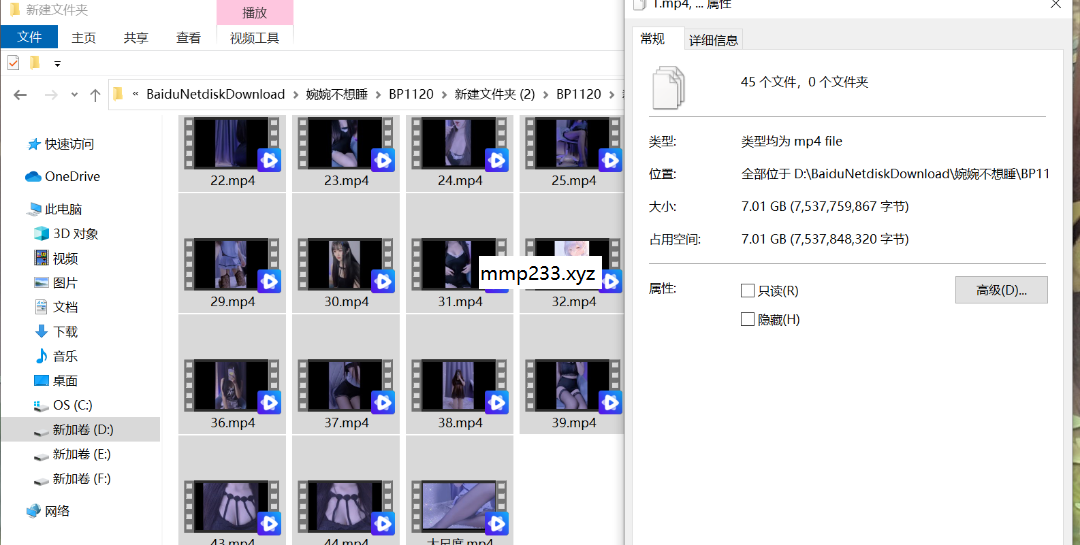 新建文件夹
播放
1.mp4, ... 属性
文件
主页
共享
查看
视频工具
常规
详细信息
« BaiduNetdiskDownload > 婉婉不想睡 > BP1120 > 新建文件夹 (2) > BP1120 >
45 个文件，0 个文件夹
快速访问
OneDrive
此电脑
3D 对象
视频
图片
文档
下载
音乐
桌面
OS (C:)
新加卷 (D:)
新加卷 (E:)
新加卷 (F:)
网络
22.mp4
23.mp4
24.mp4
25.mp4
29.mp4
30.mp4
31.mp4
32.mp4
mmp233.xyz
36.mp4
37.mp4
38.mp4
39.mp4
43.mp4
44.mp4
大尺度.mp4
类型:
类型均为 mp4 file
位置:
全部位于 D:\BaiduNetdiskDownload\婉婉不想睡\BP11
大小:
7.01 GB (7,537,759,867 字节)
占用空间:
7.01 GB (7,537,848,320 字节)
属性:
只读(R)
高级(D)...
隐藏(H)